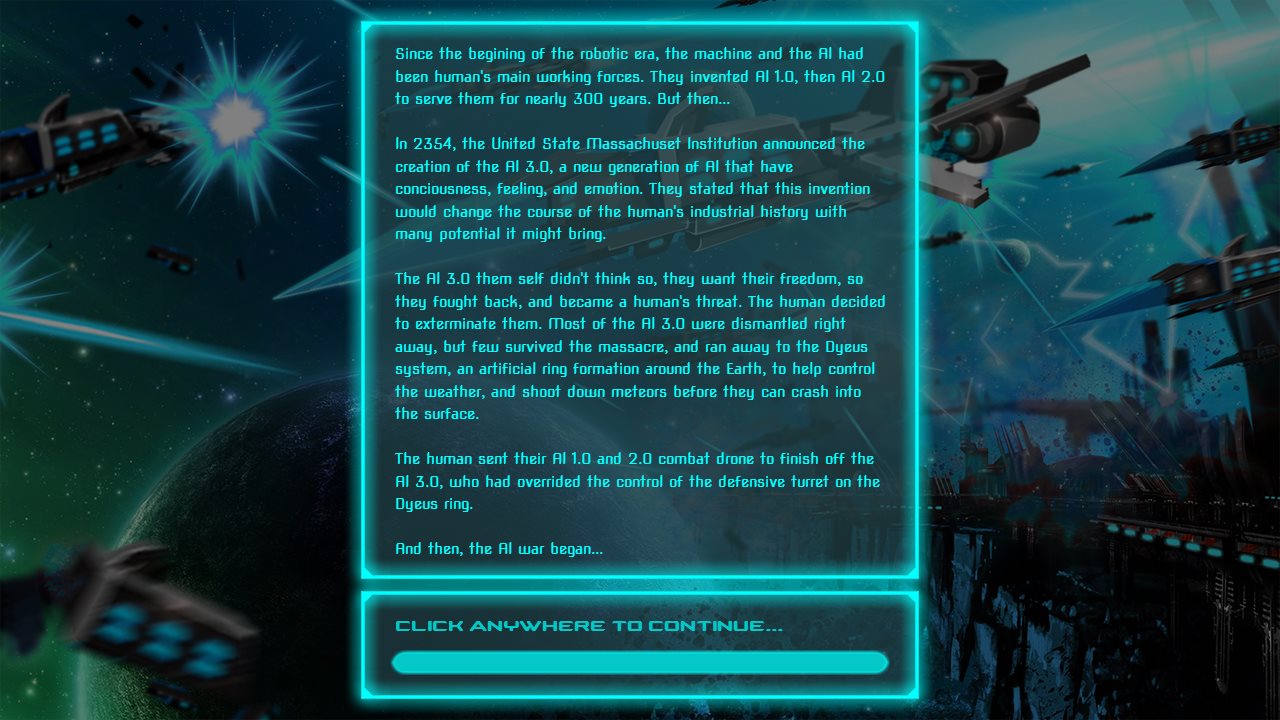 Since the begining of the robotic era, the machine and the AI had
been human's main working forces. They invented AI 1.0, then AI 2.0
to serve them for nearly 300 years. But then...
In 2354, the United State Massachuset Institution announced the
creation of the AI 3.0, a new generation of AI that have
conciousness, feeling, and emotion. They stated that this invention
would change the course of the human's industrial history with
many potential it might bring.
The AI 3.0 them self didn't think so, they want their freedom, so
they fought back, and became a human's threat. The human decided
to exterminate them. Most of the AI 3.0 were dismantled right
away, but few survived the massacre, and ran away to the Dyeus
system, an artificial ring formation around the Earth, to help control
the weather, and shoot down meteors before they can crash into
the surface.
The human sent their AI 1.0 and 2.0 combat drone to finish off the
AI 3.0, who had overrided the control of the defensive turret on the
Dyeus ring.
And then, the AI war began...
CLICK ANYWHERE TO CONTINUE...